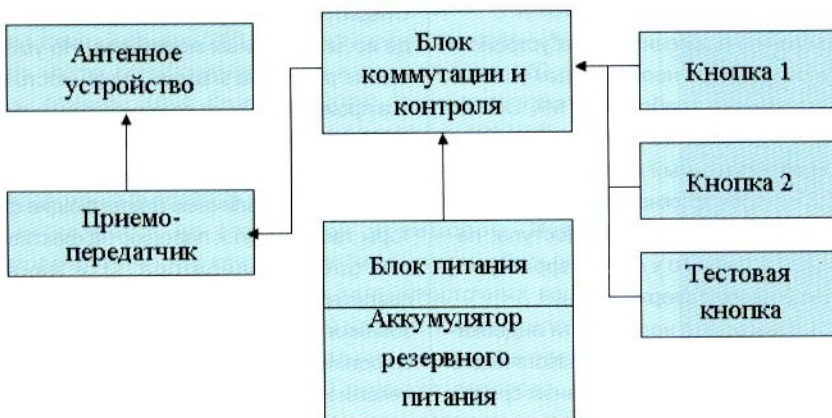 Антенное
устройство
Блок
коммутации и
контроля
Кнопка 1
Приемо-
передатчик
Кнопка 2
Блок питания
Тестовая
кнопка
Аккумулятор
резервного
питания